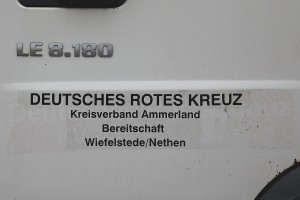 LE 8.180
DEUTSCHES ROTES KREUZ
Kreisverband Ammerland
Bereitschaft
Wiefelstede/Nethen